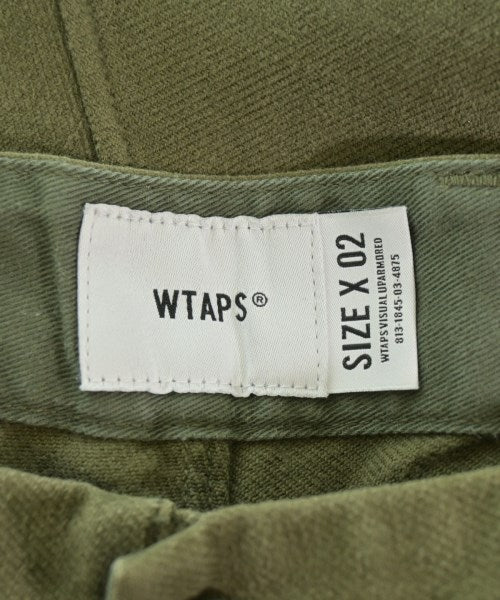 WTAPS®
SIZE X 02
WTAPS VISUAL UPARMORED
813-1845-03-4875